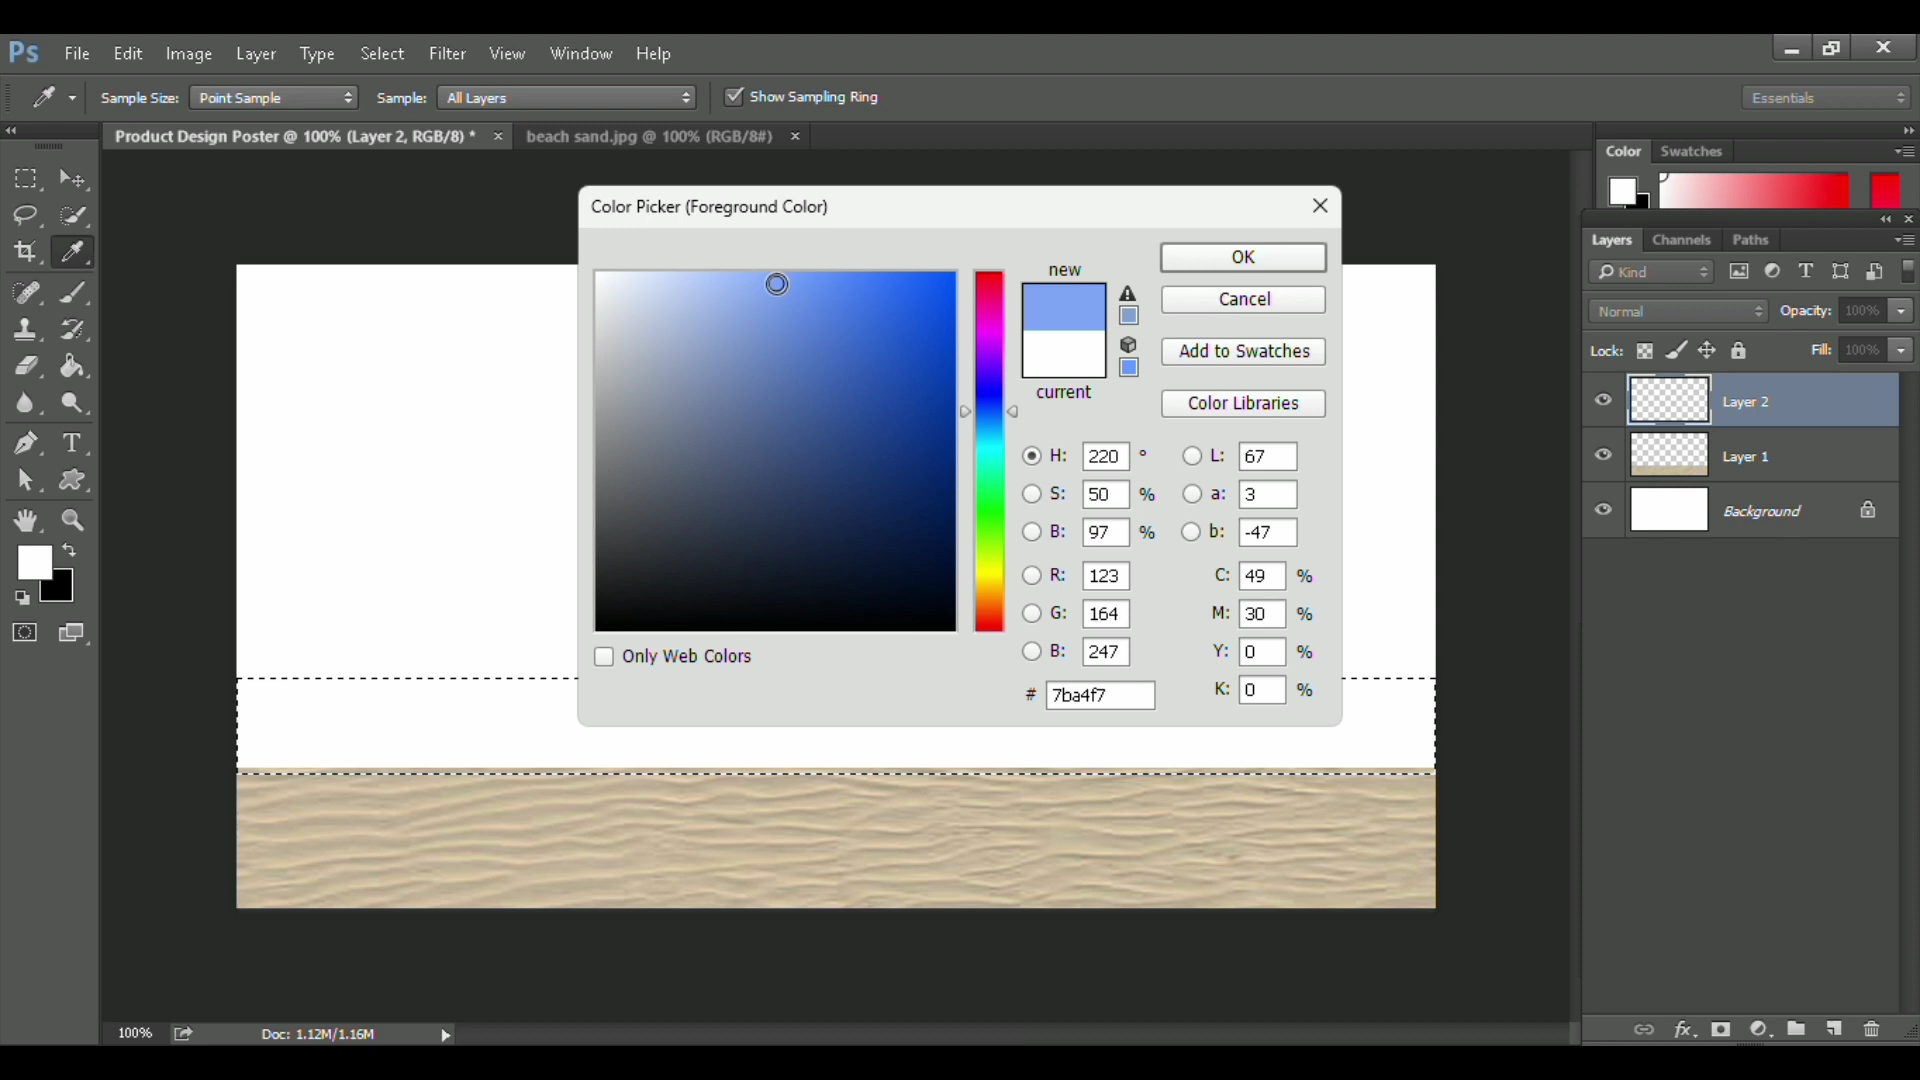 Ps File Edit Image Layer Type Select Filter View Window Help
Sample Size: Point Sample Sample: All Layers Show Sampling Ring Essentials
Product Design Poster @ 100% (Layer 2, RGB/8) * × beach sand.jpg @ 100% (RGB/8#) ×
Color Swatches
Color Picker (Foreground Color)
new
current
OK
Cancel
Add to Swatches
Color Libraries
H: 220 ° L: 67
S: 50 % a: 3
B: 97 % b: -47
R: 123 C: 49 %
G: 164 M: 30 %
B: 247 Y: 0 %
# 7ba4f7 K: 0 %
Only Web Colors
Layers Channels Paths
Kind T
Normal Opacity: 100%
Lock: Fill: 100%
Layer 2
Layer 1
Background
fx
T
100% Doc: 1.12M/1.16M